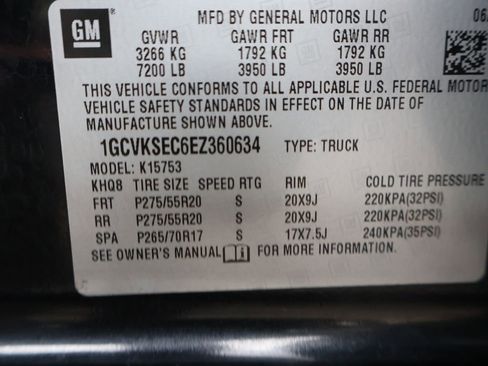 MFD BY GENERAL MOTORS LLC 06
GM
GVWR GAWR FRT GAWR RR
3266 KG 1792 KG 1792 KG
7200 LB 3950 LB 3950 LB
THIS VEHICLE CONFORMS TO ALL APPLICABLE U.S. FEDERAL MOTOR
VEHICLE SAFETY STANDARDS IN EFFECT ON THE DATE OF
MANUFACTURE SHOWN ABOVE.
1GCVKSEC6EZ360634 TYPE: TRUCK
MODEL: K15753
KHQ8 TIRE SIZE SPEED RTG RIM COLD TIRE PRESSURE
FRT P275/55R20 S 20X9J 220KPA(32PSI)
RR P275/55R20 S 20X9J 220KPA(32PSI)
SPA P265/70R17 S 17X7.5J 240KPA(35PSI)
SEE OWNER'S MANUAL FOR MORE INFORMATION.